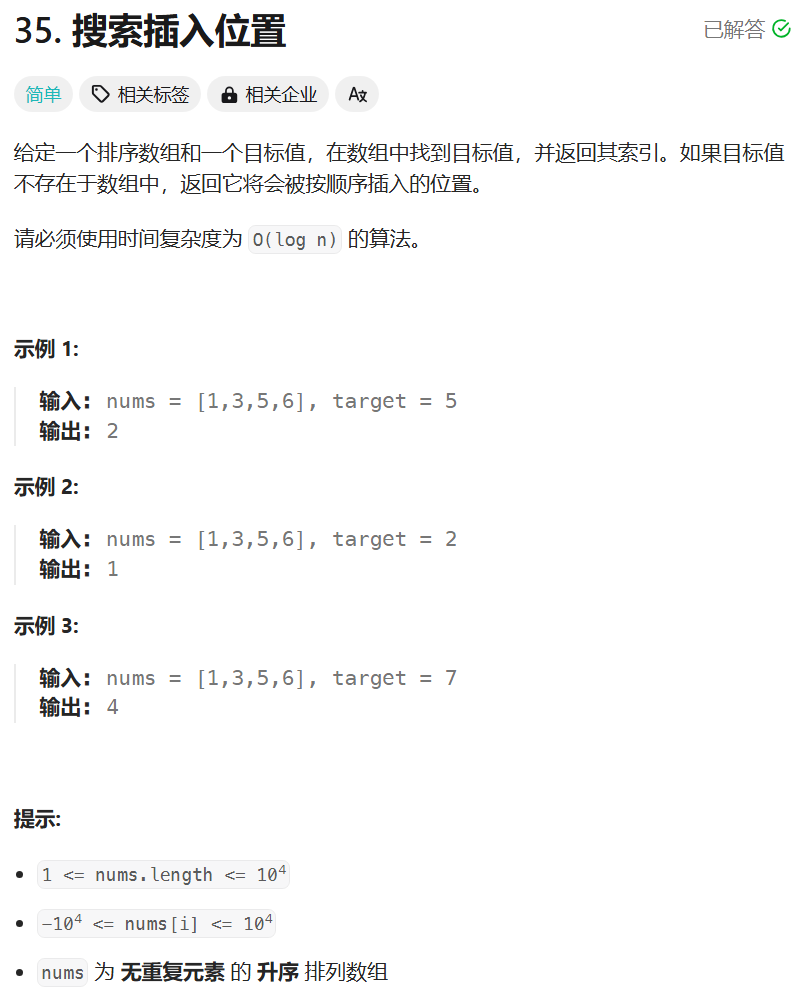 35. 搜索插入位置
已解答
简单 相关标签 相关企业
给定一个排序数组和一个目标值，在数组中找到目标值，并返回其索引。如果目标值
不存在于数组中，返回它将会被按顺序插入的位置。
请必须使用时间复杂度为 O(log n) 的算法。
示例 1:
输入: nums = [1,3,5,6], target = 5
输出: 2
示例 2:
输入: nums = [1,3,5,6], target = 2
输出: 1
示例 3:
输入: nums = [1,3,5,6], target = 7
输出: 4
提示:
1 <= nums.length <= 10⁴
-10⁴ <= nums[i] <= 10⁴
nums 为 无重复元素 的 升序 排列数组